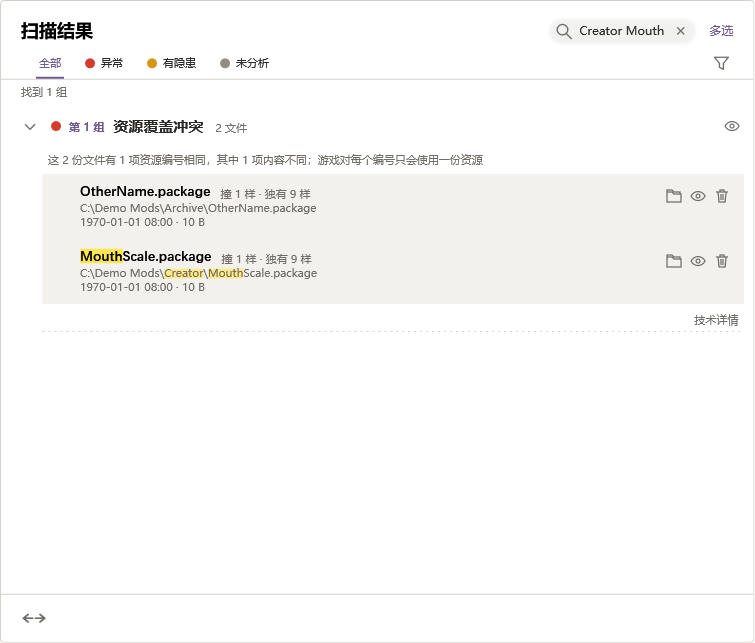 扫描结果
Creator Mouth
多选
全部 异常 有隐患 未分析
找到 1 组
第 1 组 资源覆盖冲突 2 文件
这 2 份文件有 1 项资源编号相同，其中 1 项内容不同；游戏对每个编号只会使用一份资源
OtherName.package 撞 1 样 · 独有 9 样
C:\Demo Mods\Archive\OtherName.package
1970-01-01 08:00 · 10 B
MouthScale.package 撞 1 样 · 独有 9 样
C:\Demo Mods\Creator\MouthScale.package
1970-01-01 08:00 · 10 B
技术详情